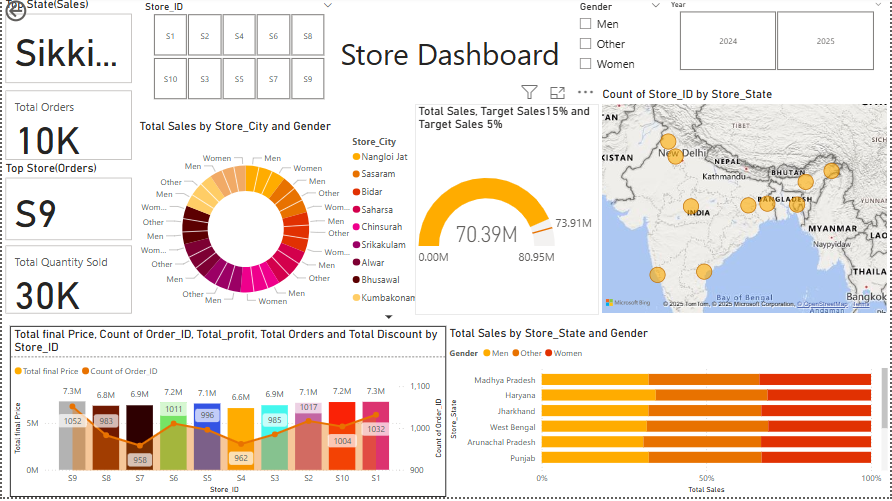 Top State(Sales)
Sikki...
Total Orders
10K
Top Store(Orders)
S9
Total Quantity Sold
30K
Store_ID
S1
S2
S4
S6
S8
S10
S3
S5
S7
S9
Store Dashboard
Gender
Men
Other
Women
Year
2024
2025
Total Sales by Store_City and Gender
Women
Men
Other
Men
Wom...
Other
Men
Wom...
Other
Men
Other
Men
Women
Men
Other
Men
Wom...
Other
Men
Women
Women
Men
Store_City
Nangloi Jat
Sasaram
Bidar
Saharsa
Chinsurah
Srikakulam
Alwar
Bhusawal
Kumbakonam
Total Sales, Target Sales15% and
Target Sales 5%
70.39M
73.91M
0.00M
80.95M
Count of Store_ID by Store_State
TIBET
SICH
KISTAN
New Delhi
NEPAL
Kathmandu
BHUTAN
YUNNA
BANGLADESH
INDIA
MYANMAR
LAO
Naypyidaw
THAILA
Bay of Bengal
Bangkok
Andaman
Microsoft Bing
© 2025 TomTom, © 2025 Microsoft Corporation, © OpenStreetMap Terms
Total final Price, Count of Order_ID, Total_profit, Total Orders and Total Discount by
Store_ID
Total final Price
Count of Order_ID
7.3M
6.8M
6.9M
7.2M
7.1M
6.6M
6.9M
7.1M
7.2M
7.3M
1052
983
958
1011
996
962
985
1017
1004
1032
Total final Price
5M
0M
1,100
1,000
900
Count of Order_ID
S9
S8
S7
S6
S5
S4
S3
S2
S10
S1
Store_ID
Total Sales by Store_State and Gender
Gender
Men
Other
Women
Store_State
Madhya Pradesh
Haryana
Jharkhand
West Bengal
Arunachal Pradesh
Punjab
0%
50%
100%
Total Sales